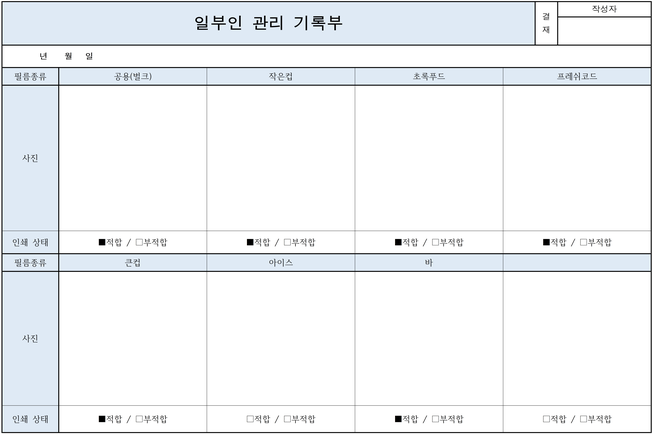 일부인 관리 기록부
결재
작성자
년 월 일
필름종류 공용(벌크) 작은컵 초록푸드 프레쉬코드
사진
인쇄 상태 ■적합 / □부적합 ■적합 / □부적합 ■적합 / □부적합 ■적합 / □부적합
필름종류 큰컵 아이스 바
사진
인쇄 상태 ■적합 / □부적합 □적합 / □부적합 ■적합 / □부적합 □적합 / □부적합